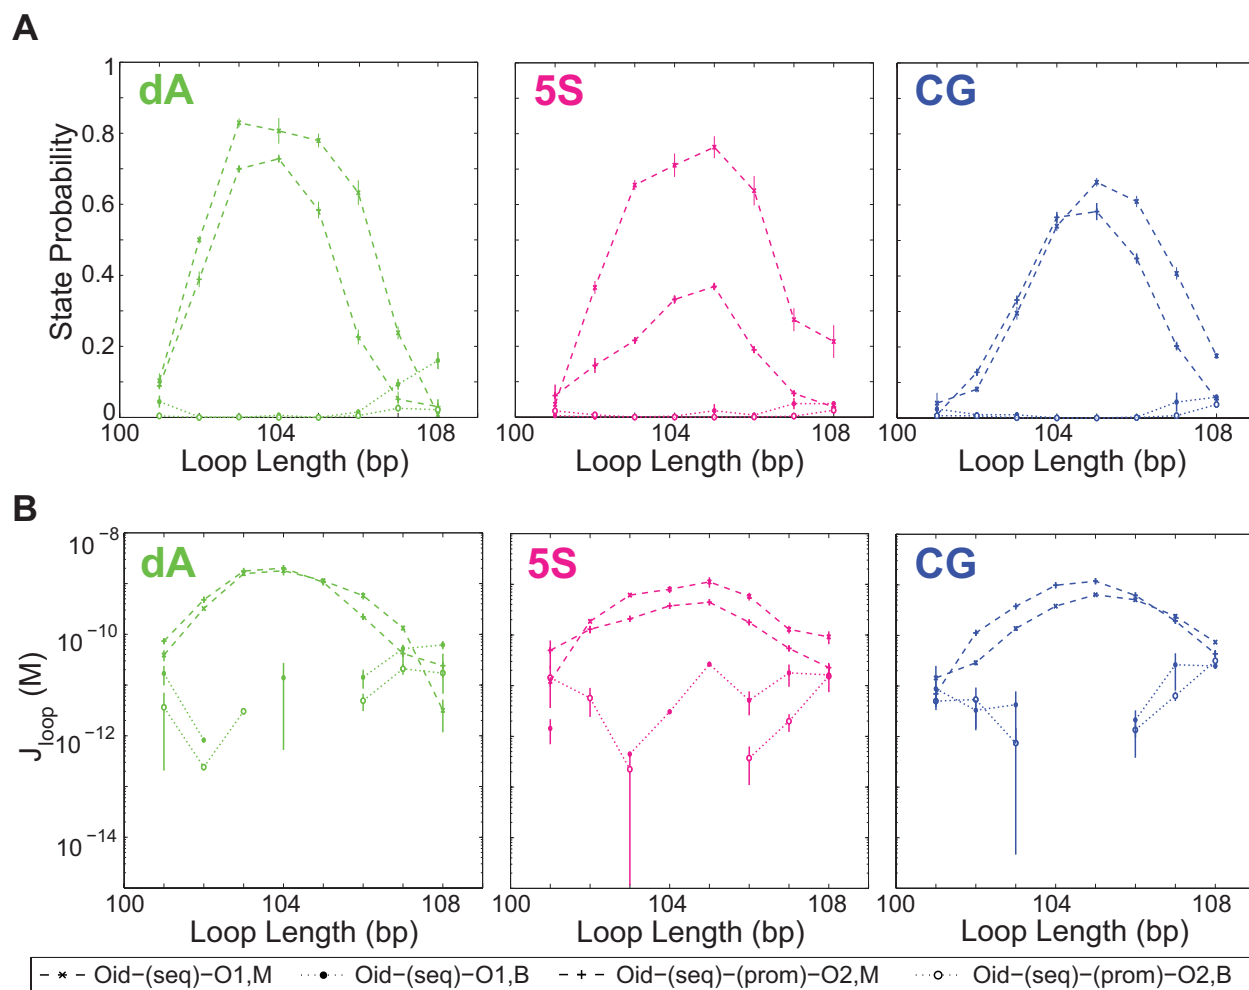 A
dA
5S
CG
State Probability
1
0.8
0.6
0.4
0.2
0
100 104 108
100 104 108
100 104 108
Loop Length (bp)
Loop Length (bp)
Loop Length (bp)
B
dA
5S
CG
J_loop (M)
10^−8
10^−10
10^−12
10^−14
100 104 108
100 104 108
100 104 108
Loop Length (bp)
Loop Length (bp)
Loop Length (bp)
Oid−(seq)−O1,M Oid−(seq)−O1,B Oid−(seq)−(prom)−O2,M Oid−(seq)−(prom)−O2,B